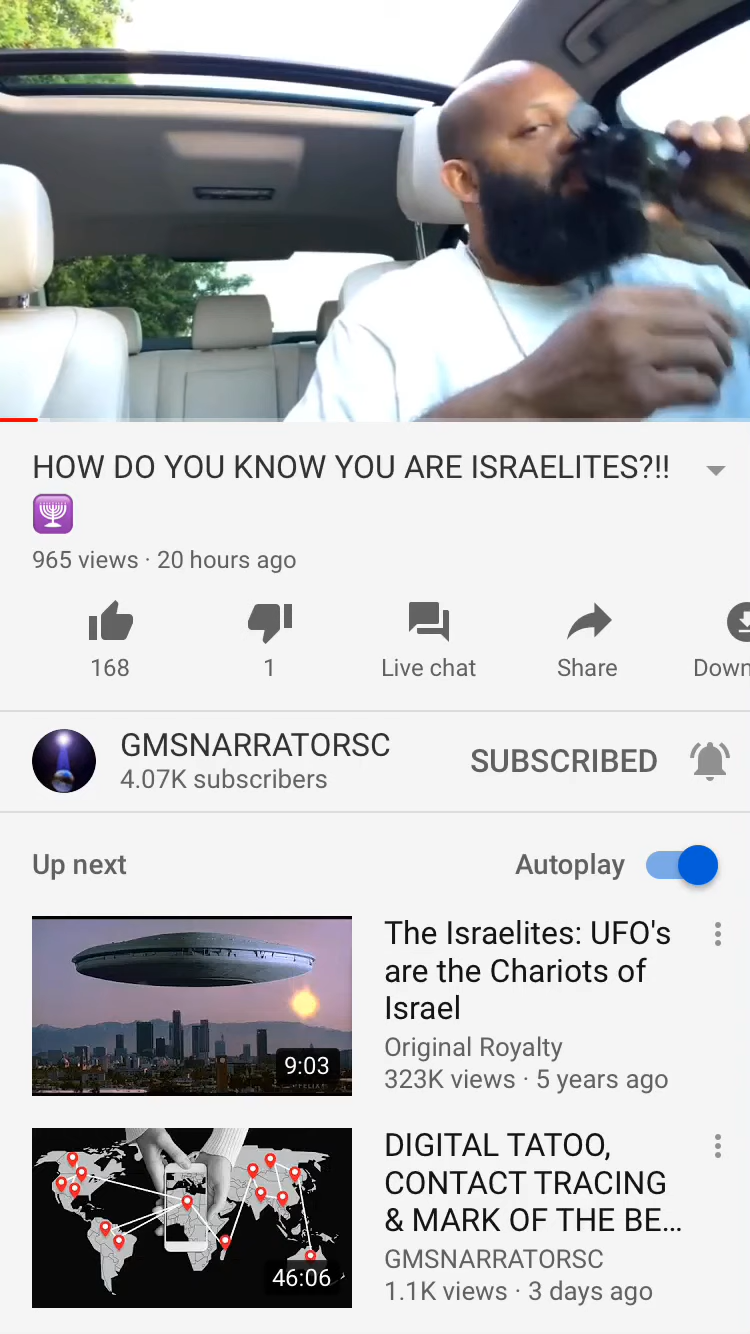 HOW DO YOU KNOW YOU ARE ISRAELITES?!!
965 views · 20 hours ago
168
1
Live chat
Share
Down
GMSNARRATORSC
4.07K subscribers
SUBSCRIBED
Up next
Autoplay
The Israelites: UFO's
are the Chariots of
Israel
Original Royalty
323K views · 5 years ago
9:03
DIGITAL TATOO,
CONTACT TRACING
& MARK OF THE BE...
GMSNARRATORSC
1.1K views · 3 days ago
46:06